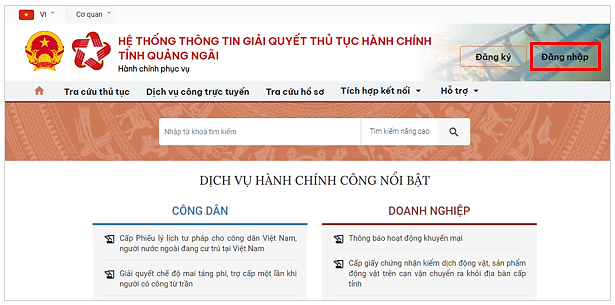 VI
Cơ quan
HỆ THỐNG THÔNG TIN GIẢI QUYẾT THỦ TỤC HÀNH CHÍNH
TỈNH QUẢNG NGÃI
Hành chính phục vụ
Đăng ký
Đăng nhập
Tra cứu thủ tục
Dịch vụ công trực tuyến
Tra cứu hồ sơ
Tích hợp kết nối
Hỗ trợ
Nhập từ khoá tìm kiếm
Tìm kiếm nâng cao
DỊCH VỤ HÀNH CHÍNH CÔNG NỔI BẬT
CÔNG DÂN
Cấp Phiếu lý lịch tư pháp cho công dân Việt Nam,
người nước ngoài đang cư trú tại Việt Nam
Giải quyết chế độ mai táng phí, trợ cấp một lần khi
người có công từ trần
DOANH NGHIỆP
Thông báo hoạt động khuyến mại
Cấp giấy chứng nhận kiểm dịch động vật, sản phẩm
động vật trên cạn vận chuyển ra khỏi địa bàn cấp
tỉnh